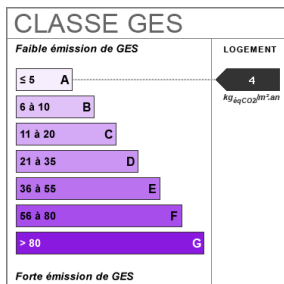 CLASSE GES
Faible émission de GES
LOGEMENT
≤ 5 A
4
kgéqCO2/m².an
6 à 10 B
11 à 20 C
21 à 35 D
36 à 55 E
56 à 80 F
> 80 G
Forte émission de GES